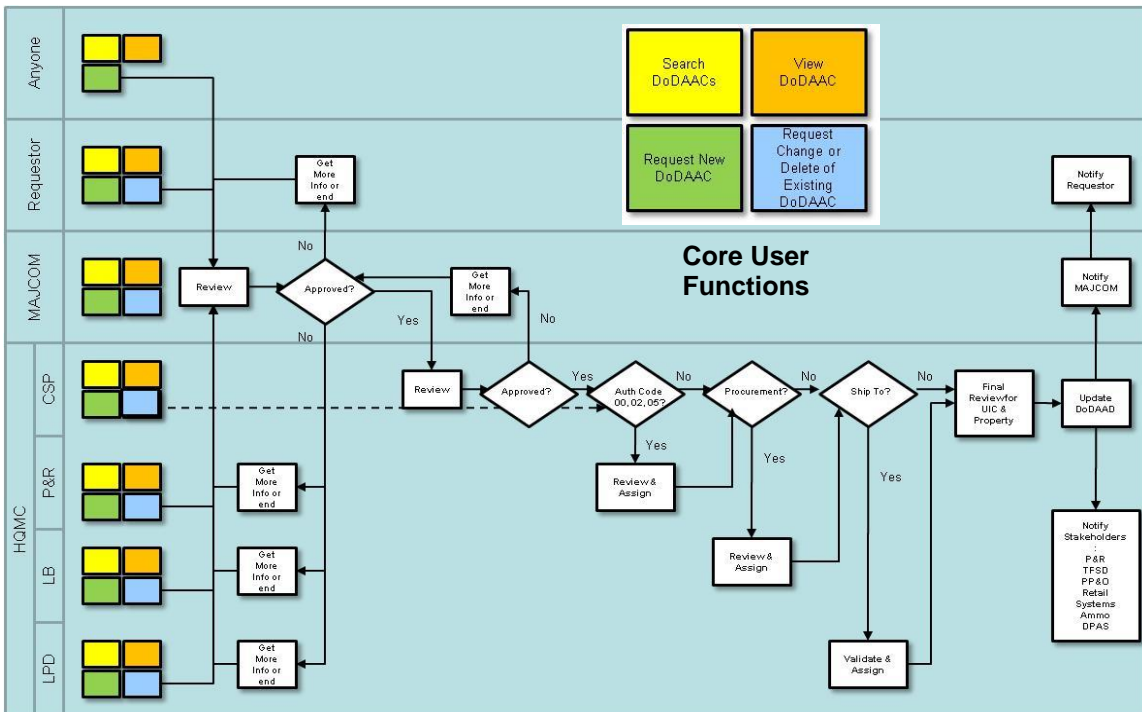 Anyone
Search
DoDAACs
View
DoDAAC
Request New
DoDAAC
Request
Change or
Delete of
Existing
DoDAAC
Core User
Functions
Requestor
Get
More
Info or
end
Notify
Requestor
MAJCOM
Review
No
Approved?
No
Yes
Get
More
Info or
end
No
Notify
MAJCOM
HQMC
CSP
Review
Approved?
Yes
Auth Code
00, 02, 05?
No
Procurement?
No
Ship To?
No
Final
Reviewfor
UIC &
Property
Update
DoDAAD
Yes
Yes
Yes
P&R
Get
More
Info or
end
Review &
Assign
LB
Get
More
Info or
end
Review &
Assign
Notify
Stakeholders
:
P&R
TFSD
PP&O
Retail
Systems
Ammo
DPAS
LPD
Get
More
Info or
end
Validate &
Assign